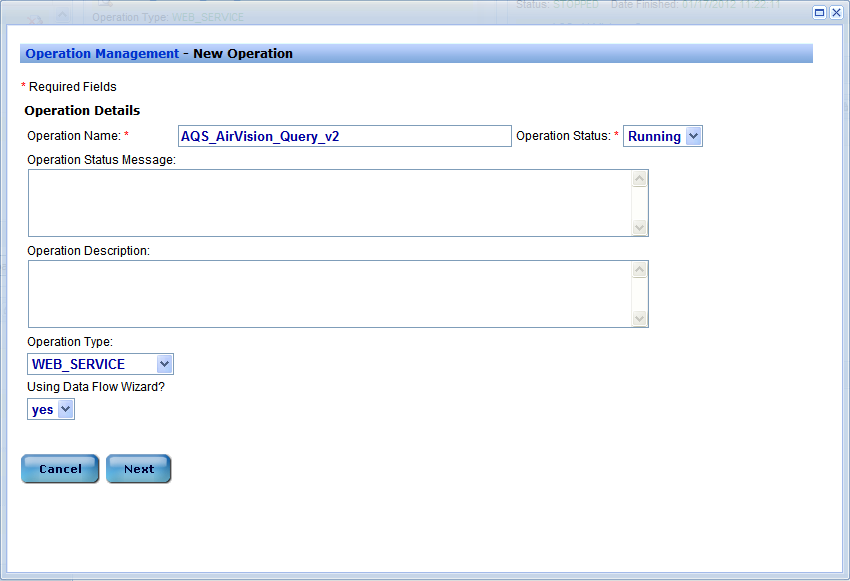 Operation Type: WEB_SERVICE
Status: STOPPED Date Finished: 01/17/2012 11:22:11
Operation Management - New Operation
* Required Fields
Operation Details
Operation Name: * AQS_AirVision_Query_v2 Operation Status: * Running
Operation Status Message:
Operation Description:
Operation Type:
WEB_SERVICE
Using Data Flow Wizard?
yes
Cancel Next